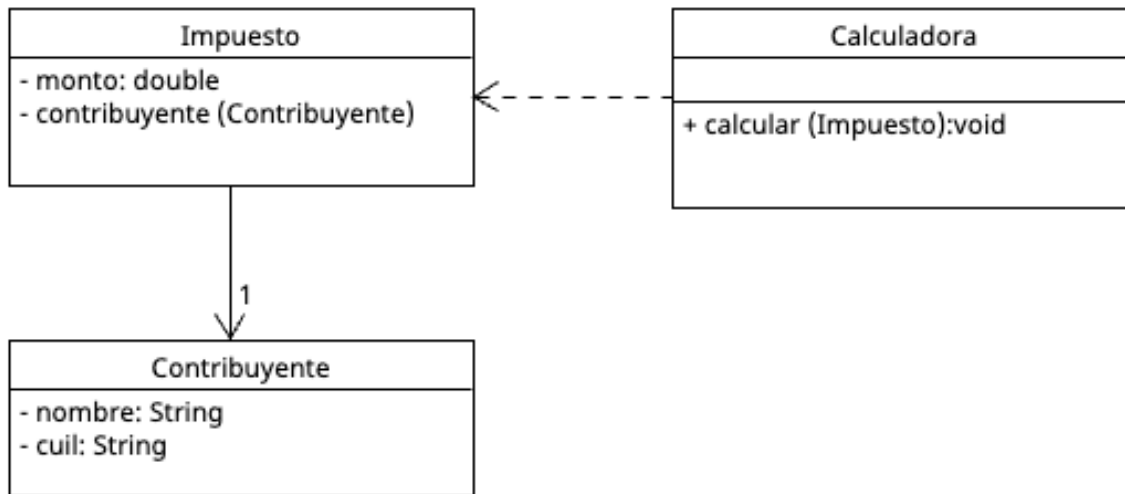 Impuesto
- monto: double
- contribuyente (Contribuyente)
Calculadora
+ calcular (Impuesto):void
1
Contribuyente
- nombre: String
- cuil: String